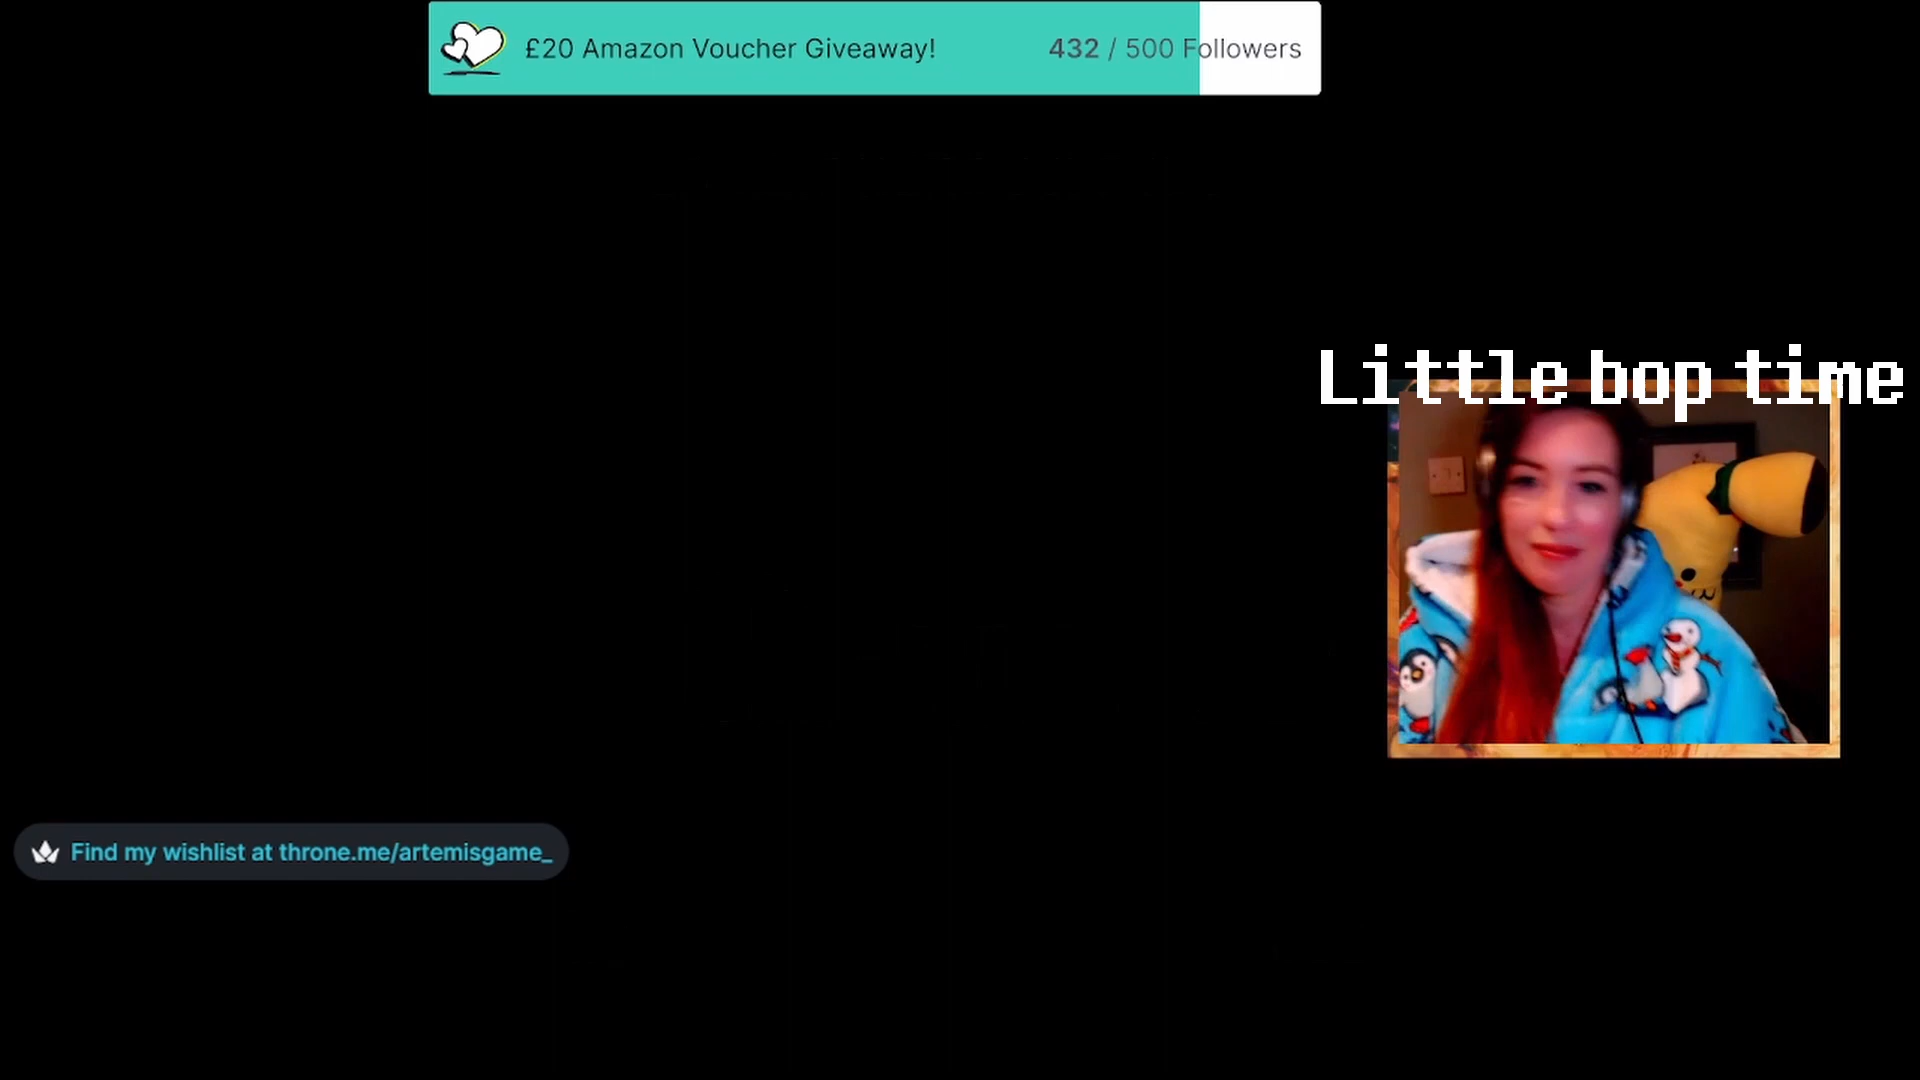 £20 Amazon Voucher Giveaway! 432 / 500 Followers
Little bop time
Find my wishlist at throne.me/artemisgame_